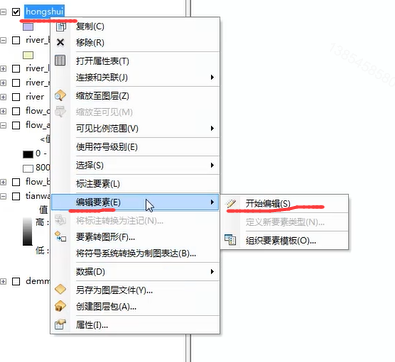 hongshui
river_
river_l
river_n
flow_c
flow_a
<值
0 -
800
flow_b
tianwa
值
高 :
低 :
demm
复制(C)
移除(R)
打开属性表(T)
连接和关联(J)
缩放至图层(Z)
缩放至可见(M)
可见比例范围(V)
使用符号级别(E)
选择(S)
标注要素(L)
编辑要素(E)
将标注转换为注记(N)...
要素转图形(F)...
将符号系统转换为制图表达(B)...
数据(D)
另存为图层文件(Y)...
创建图层包(A)...
属性(I)...
开始编辑(S)
定义新要素类型(N)...
组织要素模板(O)...